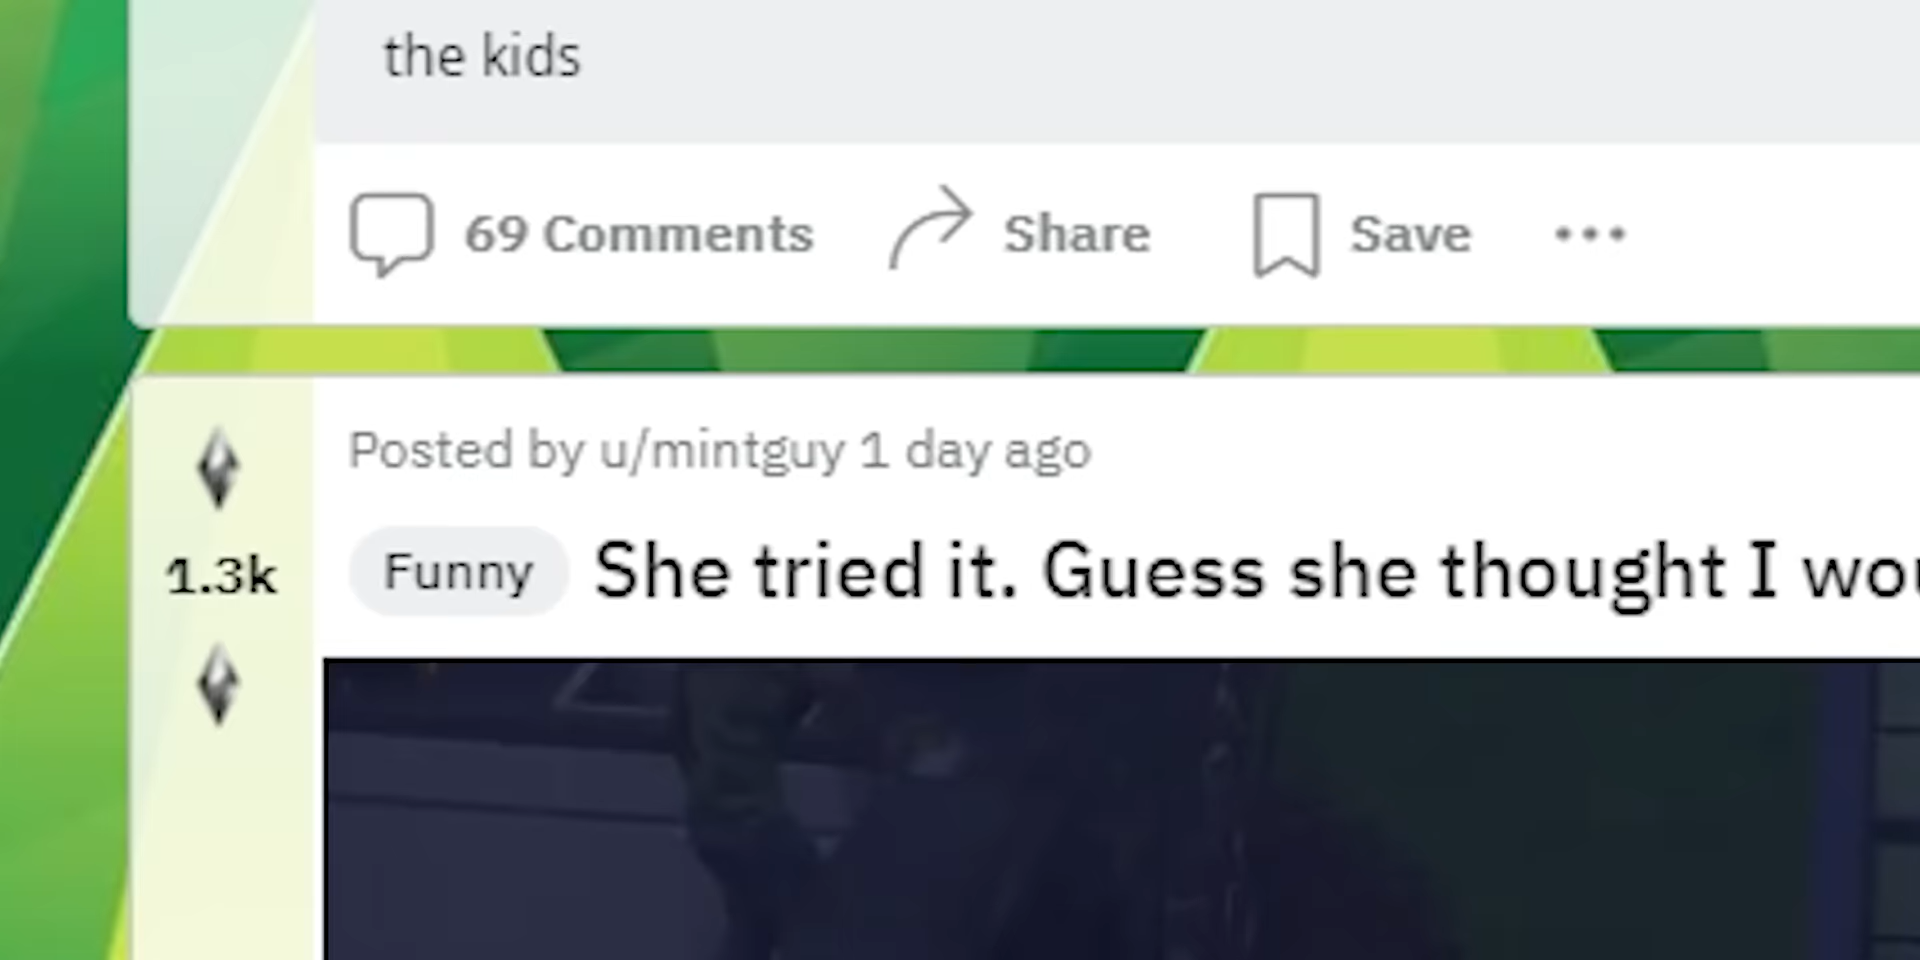 the kids
69 Comments Share Save
Posted by u/mintguy 1 day ago
1.3k
Funny She tried it. Guess she thought I